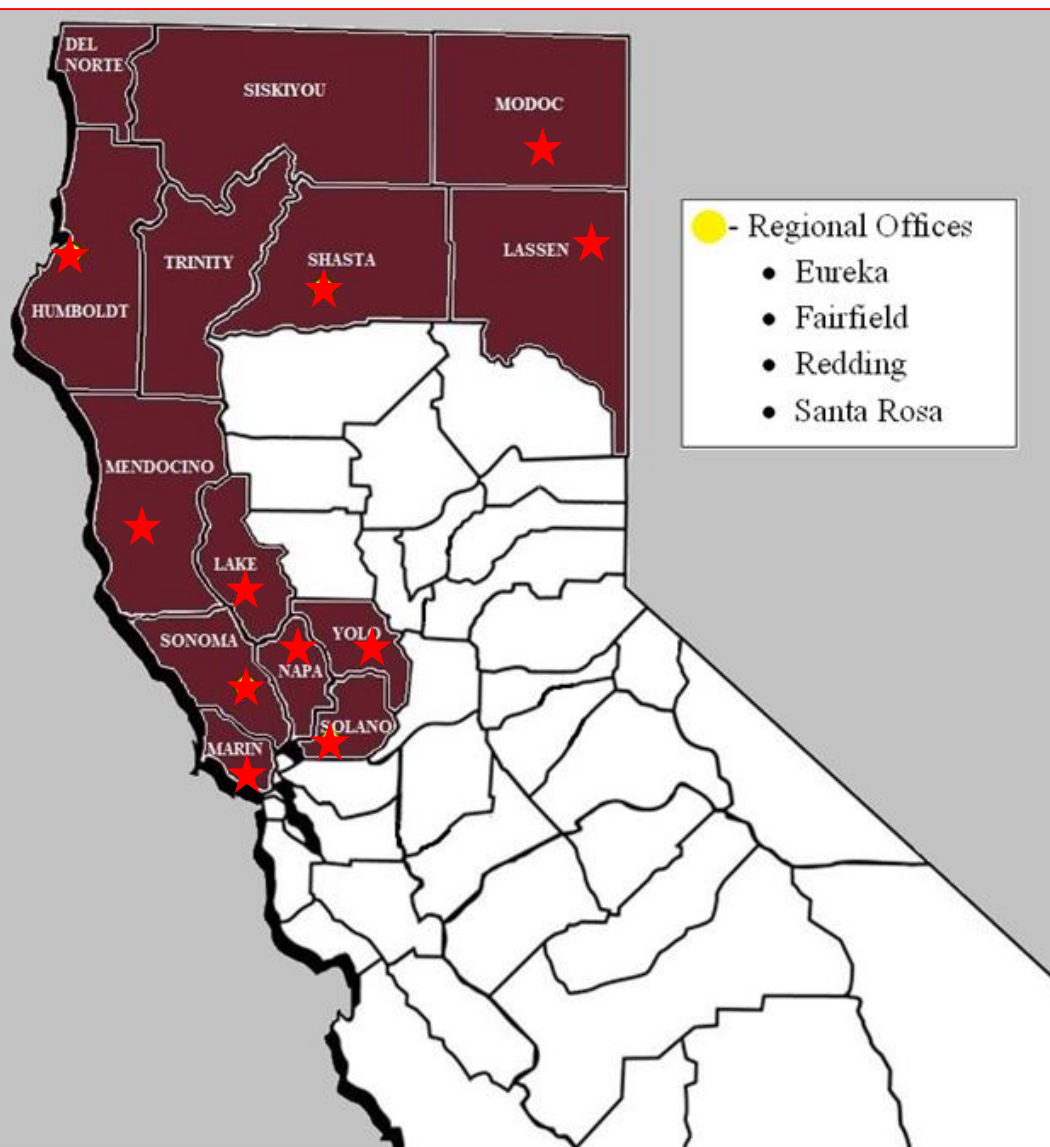 DEL
NORTE
SISKIYOU
MODOC
- Regional Offices
• Eureka
• Fairfield
• Redding
• Santa Rosa
TRINITY
SHASTA
LASSEN
HUMBOLDT
MENDOCINO
LAKE
SONOMA
YOLO
NAPA
SOLANO
MARIN